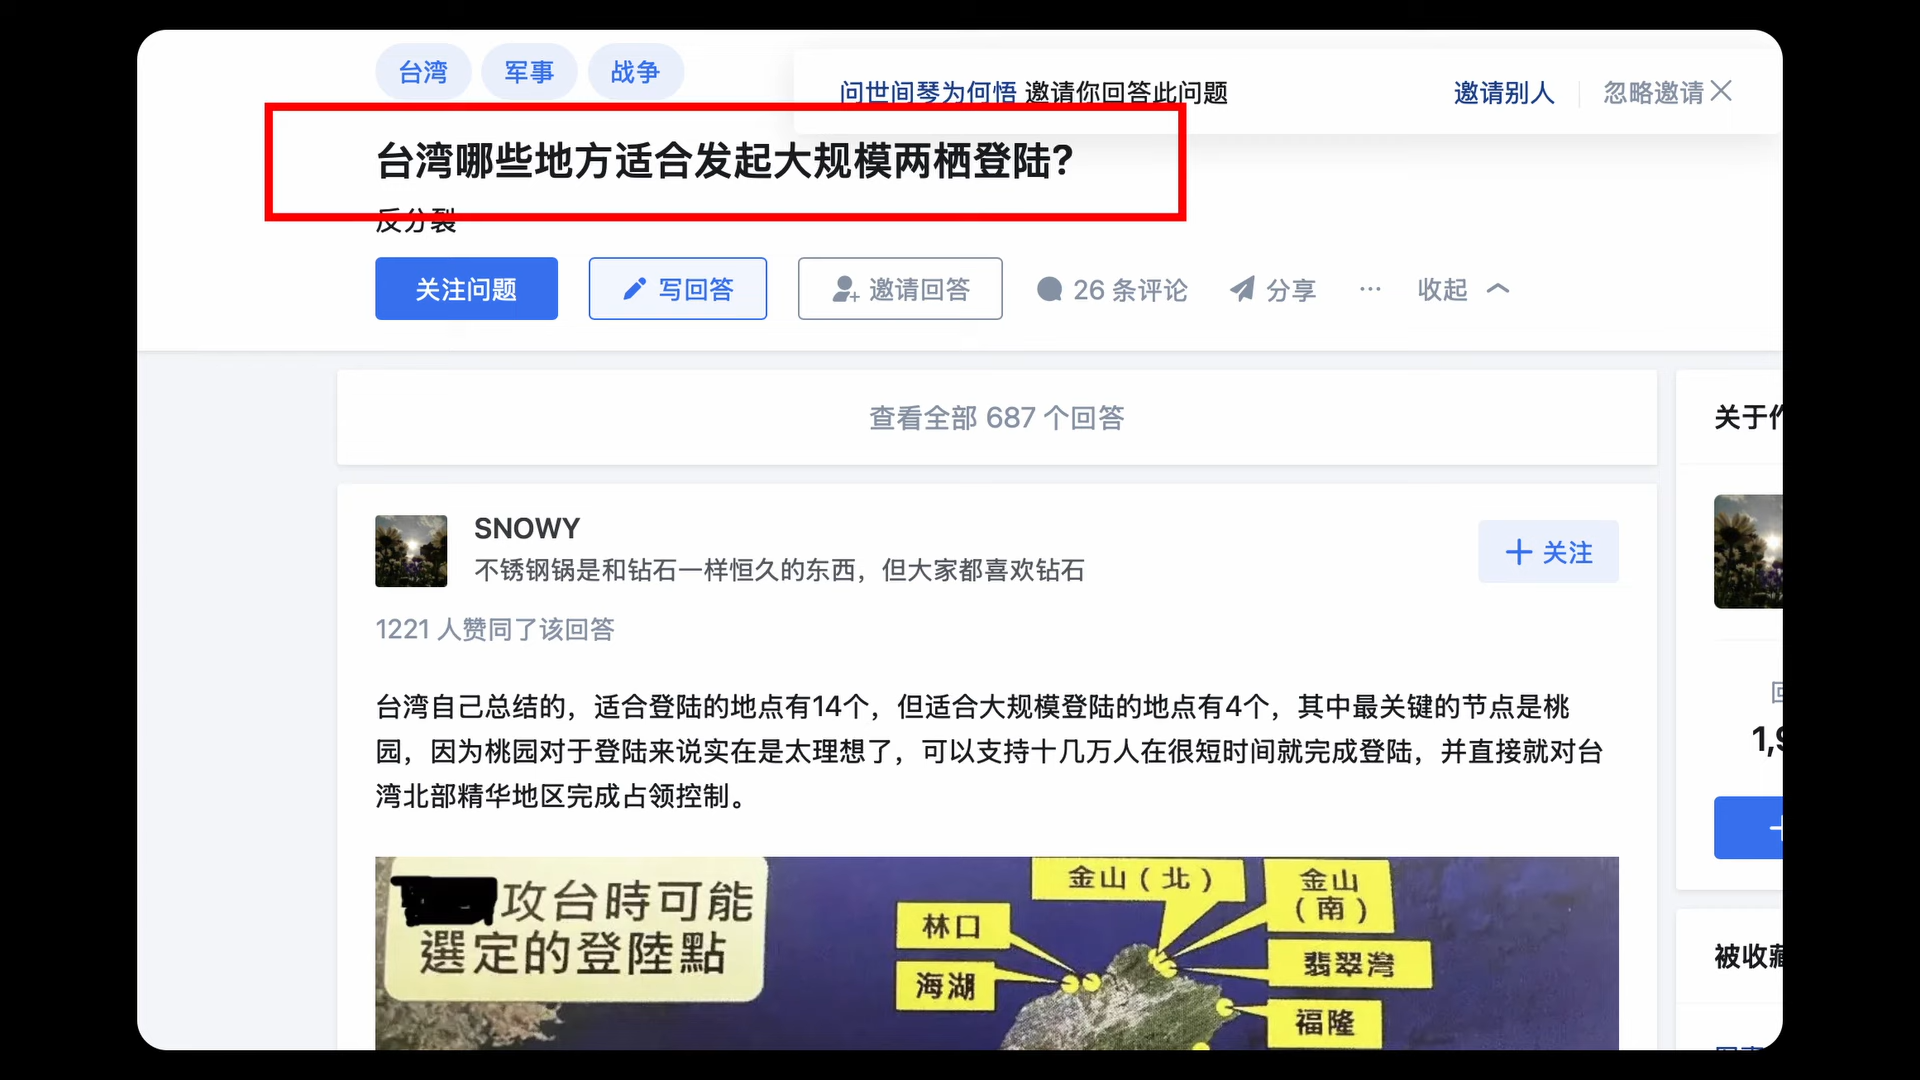 台湾
军事
战争
问世间琴为何悟 邀请你回答此问题
邀请别人
忽略邀请
台湾哪些地方适合发起大规模两栖登陆?
反分裂
关注问题
写回答
邀请回答
26 条评论
分享
收起
查看全部 687 个回答
关于作
SNOWY
不锈钢锅是和钻石一样恒久的东西，但大家都喜欢钻石
关注
1221 人赞同了该回答
台湾自己总结的，适合登陆的地点有14个，但适合大规模登陆的地点有4个，其中最关键的节点是桃
园，因为桃园对于登陆来说实在是太理想了，可以支持十几万人在很短时间就完成登陆，并直接就对台
湾北部精华地区完成占领控制。
1,9
攻台時可能
選定的登陸點
金山（北）
金山
（南）
林口
翡翠灣
海湖
福隆
被收藏